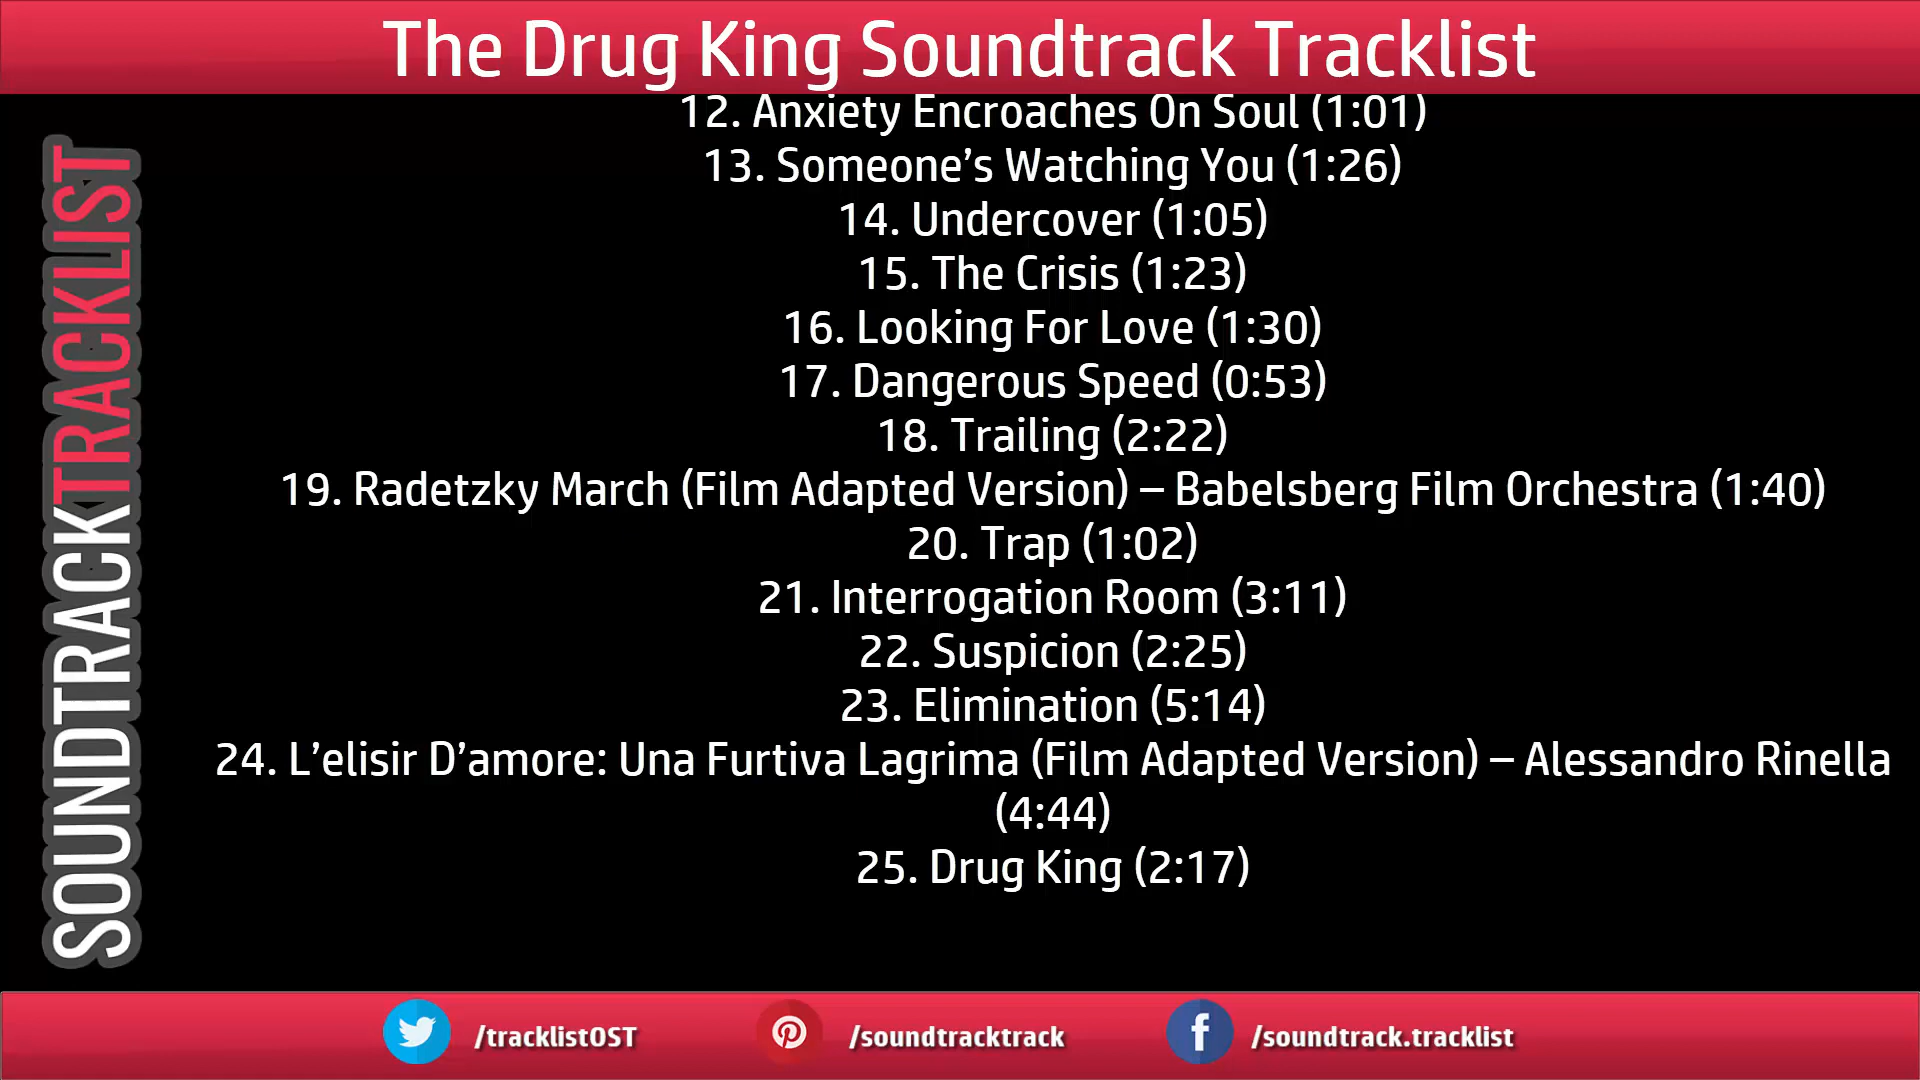 The Drug King Soundtrack Tracklist
12. Anxiety Encroaches On Soul (1:01)
13. Someone’s Watching You (1:26)
14. Undercover (1:05)
15. The Crisis (1:23)
16. Looking For Love (1:30)
17. Dangerous Speed (0:53)
18. Trailing (2:22)
19. Radetzky March (Film Adapted Version) – Babelsberg Film Orchestra (1:40)
20. Trap (1:02)
21. Interrogation Room (3:11)
22. Suspicion (2:25)
23. Elimination (5:14)
24. L’elisir D’amore: Una Furtiva Lagrima (Film Adapted Version) – Alessandro Rinella
(4:44)
25. Drug King (2:17)
SOUNDTRACKTRACKLIST
/tracklistOST
/soundtracktrack
/soundtrack.tracklist